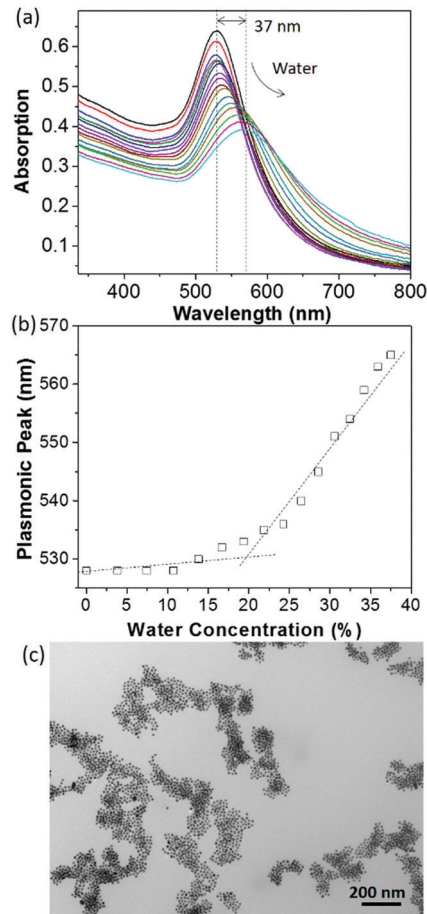 (a)
37 nm
Water
0.6
0.5
0.4
0.3
0.2
0.1
Absorption
400 500 600 700 800
Wavelength (nm)
(b)
570
560
550
540
530
Plasmonic Peak (nm)
0 5 10 15 20 25 30 35 40
Water Concentration (%)
(c)
200 nm